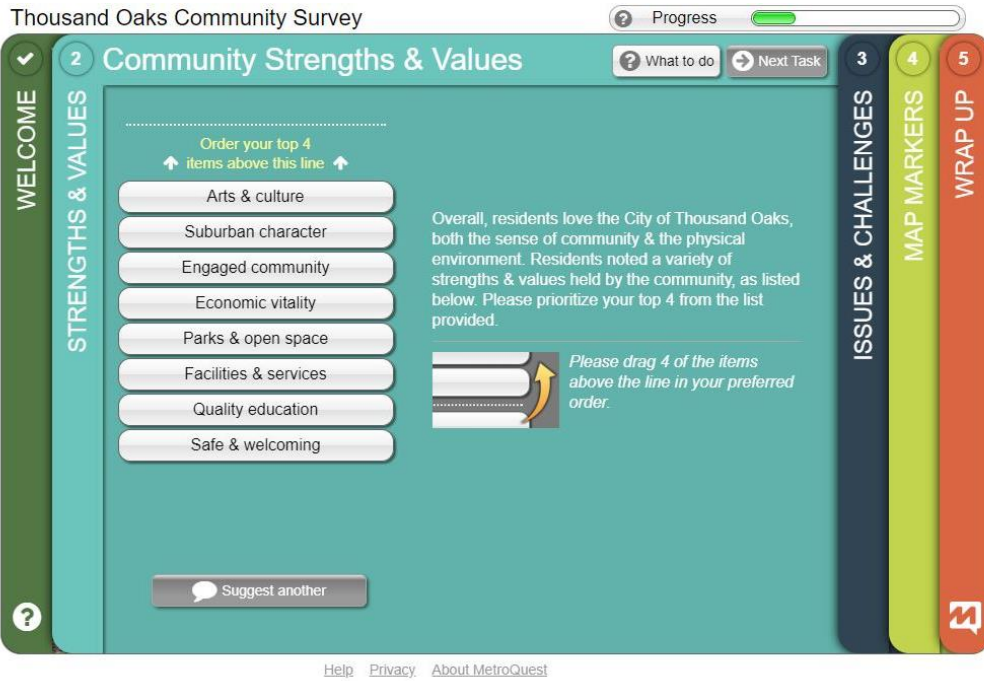 Thousand Oaks Community Survey
Progress
WELCOME
2
STRENGTHS & VALUES
Community Strengths & Values
What to do
Next Task
Order your top 4
items above this line
Arts & culture
Suburban character
Engaged community
Economic vitality
Parks & open space
Facilities & services
Quality education
Safe & welcoming
Suggest another
Overall, residents love the City of Thousand Oaks,
both the sense of community & the physical
environment. Residents noted a variety of
strengths & values held by the community, as listed
below. Please prioritize your top 4 from the list
provided.
Please drag 4 of the items
above the line in your preferred
order.
3
ISSUES & CHALLENGES
4
MAP MARKERS
5
WRAP UP
Help Privacy About MetroQuest